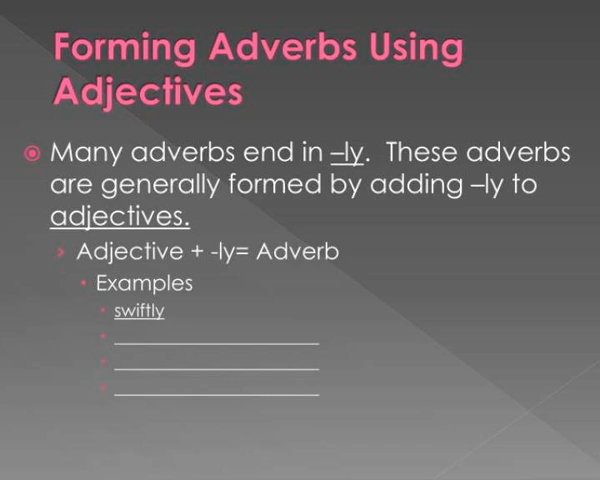 Forming Adverbs Using
Adjectives
Many adverbs end in –ly. These adverbs
are generally formed by adding –ly to
adjectives.
Adjective + -ly= Adverb
Examples
swiftly